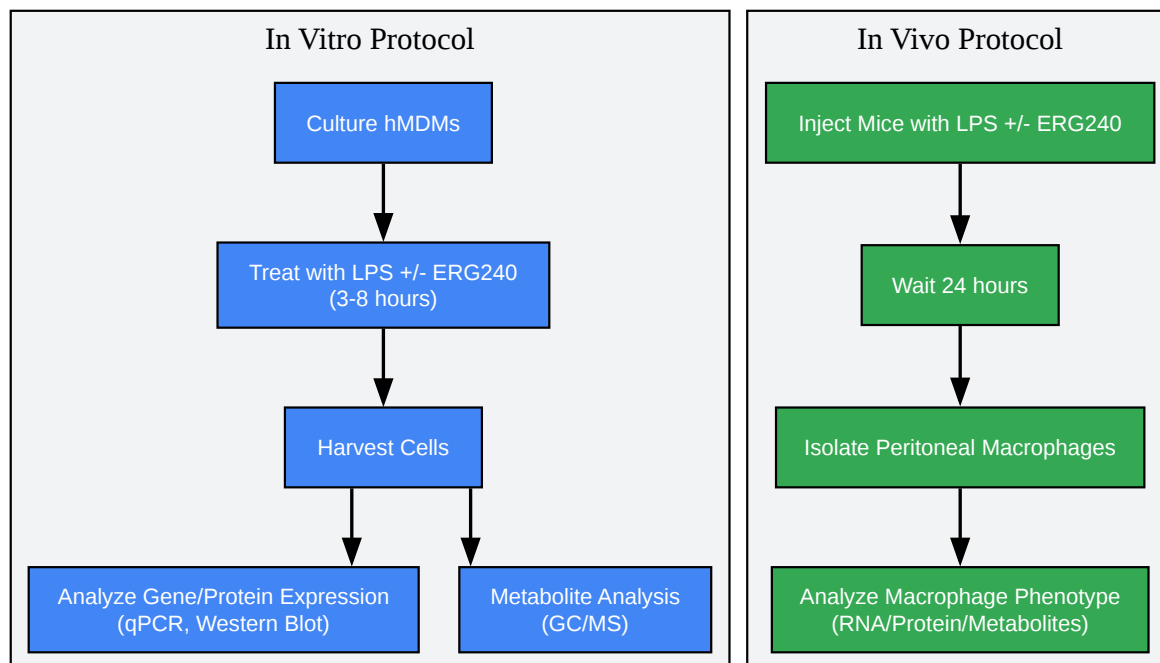 In Vitro Protocol
Culture hMDMs
Treat with LPS +/- ERG240
(3-8 hours)
Harvest Cells
Analyze Gene/Protein Expression
(qPCR, Western Blot)
Metabolite Analysis
(GC/MS)
In Vivo Protocol
Inject Mice with LPS +/- ERG240
Wait 24 hours
Isolate Peritoneal Macrophages
Analyze Macrophage Phenotype
(RNA/Protein/Metabolites)